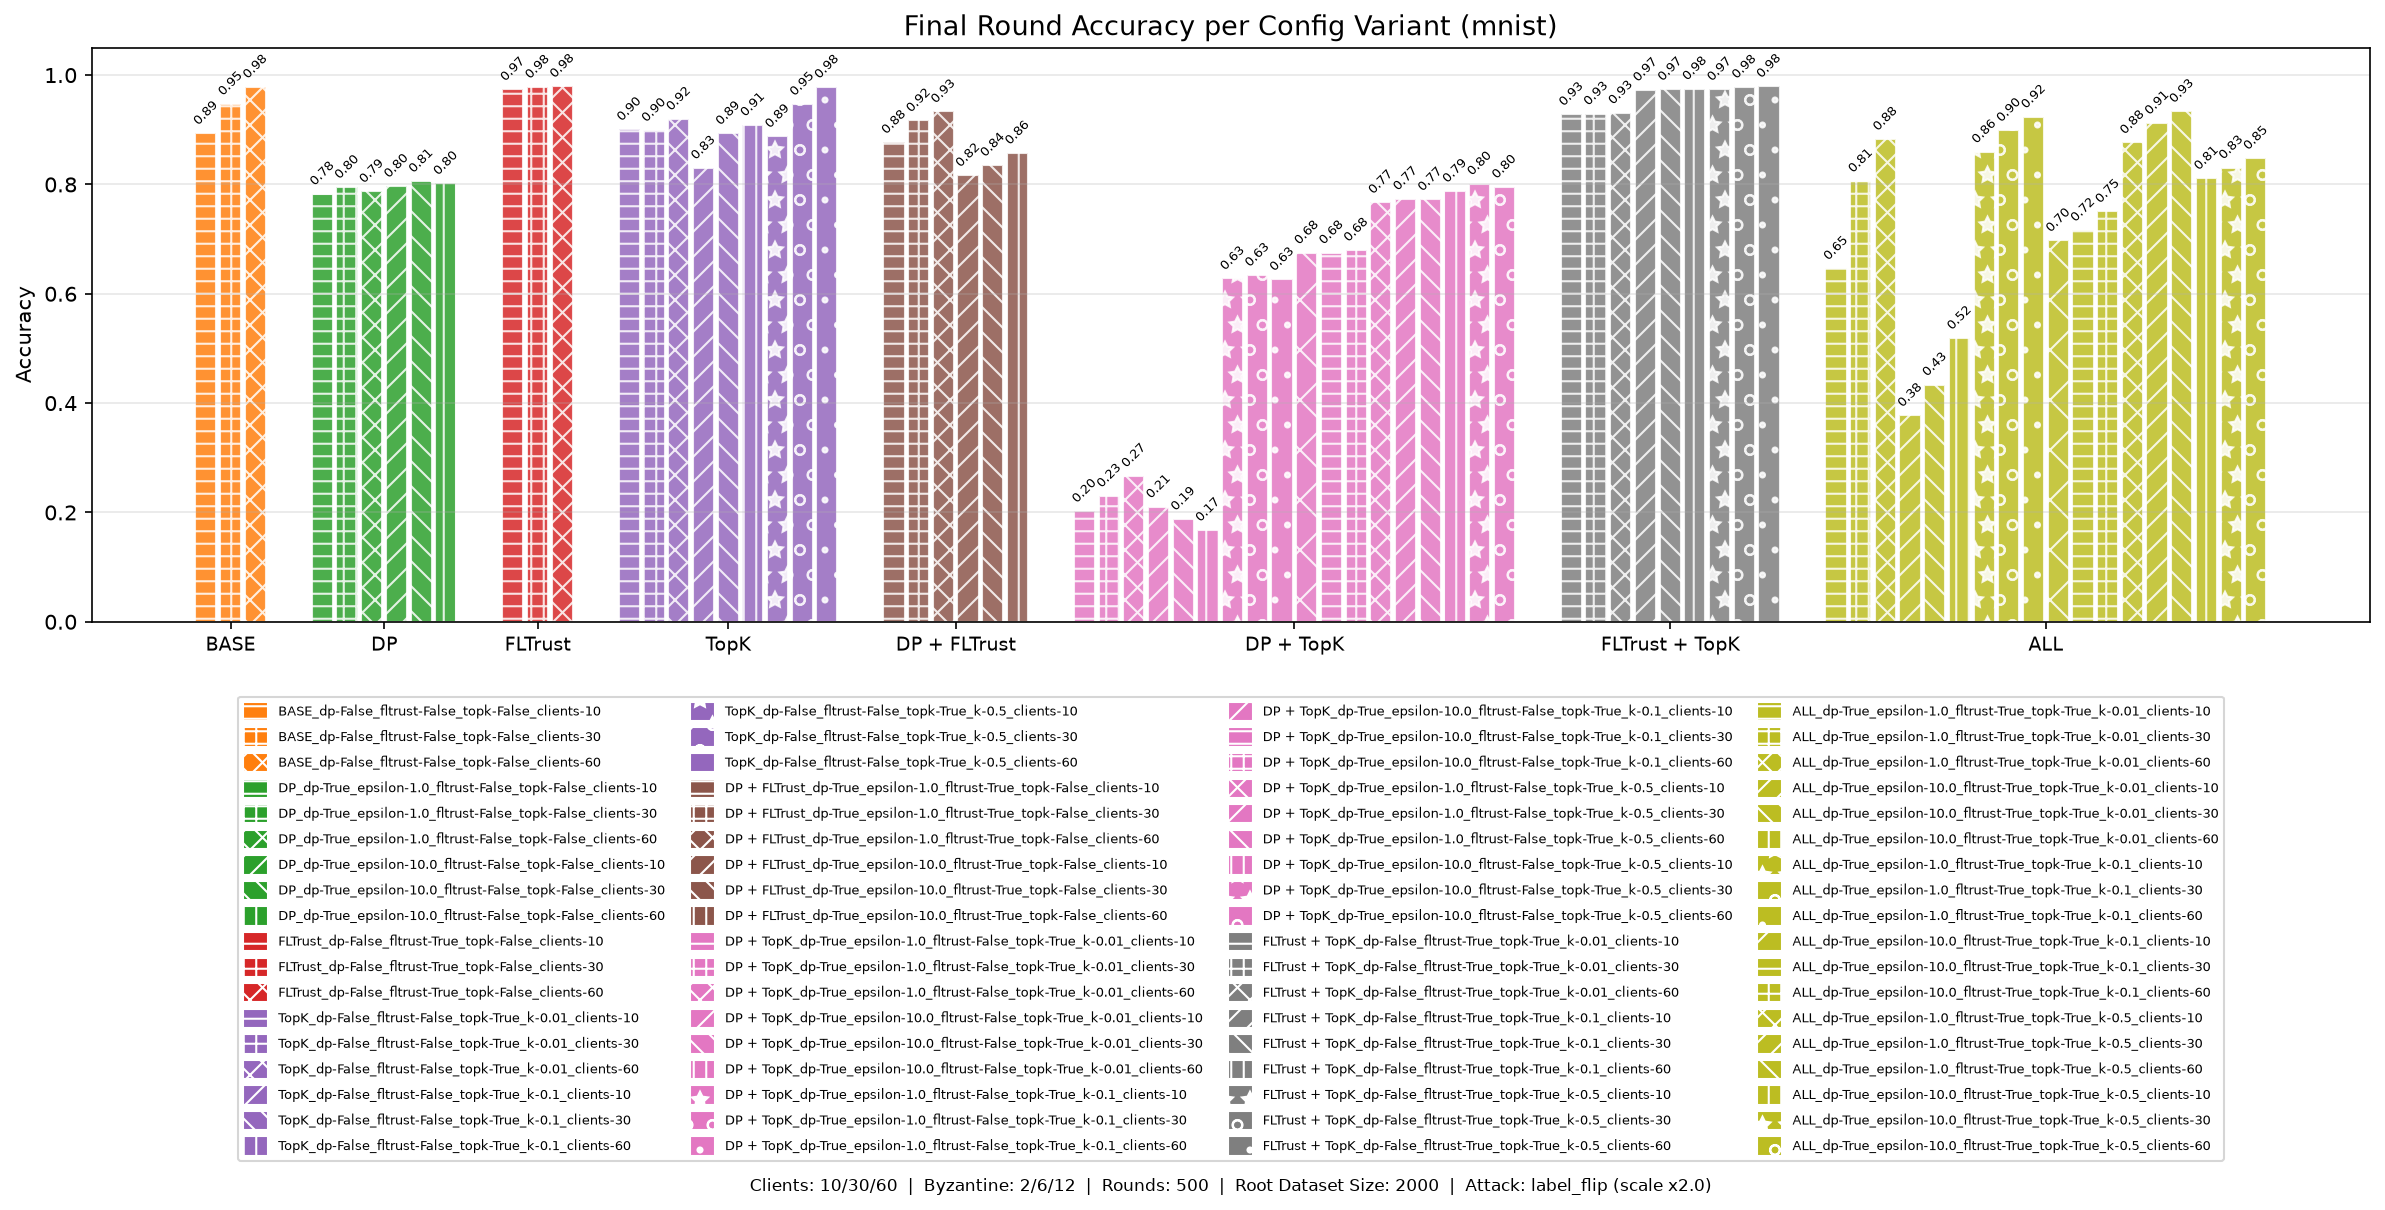 Final Round Accuracy per Config Variant (mnist)
Accuracy
1.0
0.8
0.6
0.4
0.2
0.0
0.89 0.95 0.98
0.78 0.80 0.79 0.80 0.81 0.80
0.97 0.98 0.98
0.90 0.90 0.92 0.83 0.89 0.91 0.89 0.95 0.98
0.88 0.92 0.93 0.82 0.84 0.86
0.20 0.23 0.27 0.21 0.19 0.17 0.63 0.63 0.63 0.68 0.68 0.68 0.77 0.77 0.77 0.79 0.80 0.80
0.93 0.93 0.93 0.97 0.97 0.98 0.97 0.98 0.98
0.65 0.81 0.88 0.38 0.43 0.52 0.86 0.90 0.92 0.70 0.72 0.75 0.88 0.91 0.93 0.81 0.83 0.85
BASE DP FLTrust TopK DP + FLTrust DP + TopK FLTrust + TopK ALL
BASE_dp-False_fltrust-False_topk-False_clients-10
BASE_dp-False_fltrust-False_topk-False_clients-30
BASE_dp-False_fltrust-False_topk-False_clients-60
DP_dp-True_epsilon-1.0_fltrust-False_topk-False_clients-10
DP_dp-True_epsilon-1.0_fltrust-False_topk-False_clients-30
DP_dp-True_epsilon-1.0_fltrust-False_topk-False_clients-60
DP_dp-True_epsilon-10.0_fltrust-False_topk-False_clients-10
DP_dp-True_epsilon-10.0_fltrust-False_topk-False_clients-30
DP_dp-True_epsilon-10.0_fltrust-False_topk-False_clients-60
FLTrust_dp-False_fltrust-True_topk-False_clients-10
FLTrust_dp-False_fltrust-True_topk-False_clients-30
FLTrust_dp-False_fltrust-True_topk-False_clients-60
TopK_dp-False_fltrust-False_topk-True_k-0.01_clients-10
TopK_dp-False_fltrust-False_topk-True_k-0.01_clients-30
TopK_dp-False_fltrust-False_topk-True_k-0.01_clients-60
TopK_dp-False_fltrust-False_topk-True_k-0.1_clients-10
TopK_dp-False_fltrust-False_topk-True_k-0.1_clients-30
TopK_dp-False_fltrust-False_topk-True_k-0.1_clients-60
TopK_dp-False_fltrust-False_topk-True_k-0.5_clients-10
TopK_dp-False_fltrust-False_topk-True_k-0.5_clients-30
TopK_dp-False_fltrust-False_topk-True_k-0.5_clients-60
DP + FLTrust_dp-True_epsilon-1.0_fltrust-True_topk-False_clients-10
DP + FLTrust_dp-True_epsilon-1.0_fltrust-True_topk-False_clients-30
DP + FLTrust_dp-True_epsilon-1.0_fltrust-True_topk-False_clients-60
DP + FLTrust_dp-True_epsilon-10.0_fltrust-True_topk-False_clients-10
DP + FLTrust_dp-True_epsilon-10.0_fltrust-True_topk-False_clients-30
DP + FLTrust_dp-True_epsilon-10.0_fltrust-True_topk-False_clients-60
DP + TopK_dp-True_epsilon-1.0_fltrust-False_topk-True_k-0.01_clients-10
DP + TopK_dp-True_epsilon-1.0_fltrust-False_topk-True_k-0.01_clients-30
DP + TopK_dp-True_epsilon-1.0_fltrust-False_topk-True_k-0.01_clients-60
DP + TopK_dp-True_epsilon-10.0_fltrust-False_topk-True_k-0.01_clients-10
DP + TopK_dp-True_epsilon-10.0_fltrust-False_topk-True_k-0.01_clients-30
DP + TopK_dp-True_epsilon-10.0_fltrust-False_topk-True_k-0.01_clients-60
DP + TopK_dp-True_epsilon-1.0_fltrust-False_topk-True_k-0.1_clients-10
DP + TopK_dp-True_epsilon-1.0_fltrust-False_topk-True_k-0.1_clients-30
DP + TopK_dp-True_epsilon-1.0_fltrust-False_topk-True_k-0.1_clients-60
DP + TopK_dp-True_epsilon-10.0_fltrust-False_topk-True_k-0.1_clients-10
DP + TopK_dp-True_epsilon-10.0_fltrust-False_topk-True_k-0.1_clients-30
DP + TopK_dp-True_epsilon-10.0_fltrust-False_topk-True_k-0.1_clients-60
DP + TopK_dp-True_epsilon-1.0_fltrust-False_topk-True_k-0.5_clients-10
DP + TopK_dp-True_epsilon-1.0_fltrust-False_topk-True_k-0.5_clients-30
DP + TopK_dp-True_epsilon-1.0_fltrust-False_topk-True_k-0.5_clients-60
DP + TopK_dp-True_epsilon-10.0_fltrust-False_topk-True_k-0.5_clients-10
DP + TopK_dp-True_epsilon-10.0_fltrust-False_topk-True_k-0.5_clients-30
DP + TopK_dp-True_epsilon-10.0_fltrust-False_topk-True_k-0.5_clients-60
FLTrust + TopK_dp-False_fltrust-True_topk-True_k-0.01_clients-10
FLTrust + TopK_dp-False_fltrust-True_topk-True_k-0.01_clients-30
FLTrust + TopK_dp-False_fltrust-True_topk-True_k-0.01_clients-60
FLTrust + TopK_dp-False_fltrust-True_topk-True_k-0.1_clients-10
FLTrust + TopK_dp-False_fltrust-True_topk-True_k-0.1_clients-30
FLTrust + TopK_dp-False_fltrust-True_topk-True_k-0.1_clients-60
FLTrust + TopK_dp-False_fltrust-True_topk-True_k-0.5_clients-10
FLTrust + TopK_dp-False_fltrust-True_topk-True_k-0.5_clients-30
FLTrust + TopK_dp-False_fltrust-True_topk-True_k-0.5_clients-60
ALL_dp-True_epsilon-1.0_fltrust-True_topk-True_k-0.01_clients-10
ALL_dp-True_epsilon-1.0_fltrust-True_topk-True_k-0.01_clients-30
ALL_dp-True_epsilon-1.0_fltrust-True_topk-True_k-0.01_clients-60
ALL_dp-True_epsilon-10.0_fltrust-True_topk-True_k-0.01_clients-10
ALL_dp-True_epsilon-10.0_fltrust-True_topk-True_k-0.01_clients-30
ALL_dp-True_epsilon-10.0_fltrust-True_topk-True_k-0.01_clients-60
ALL_dp-True_epsilon-1.0_fltrust-True_topk-True_k-0.1_clients-10
ALL_dp-True_epsilon-1.0_fltrust-True_topk-True_k-0.1_clients-30
ALL_dp-True_epsilon-1.0_fltrust-True_topk-True_k-0.1_clients-60
ALL_dp-True_epsilon-10.0_fltrust-True_topk-True_k-0.1_clients-10
ALL_dp-True_epsilon-10.0_fltrust-True_topk-True_k-0.1_clients-30
ALL_dp-True_epsilon-10.0_fltrust-True_topk-True_k-0.1_clients-60
ALL_dp-True_epsilon-1.0_fltrust-True_topk-True_k-0.5_clients-10
ALL_dp-True_epsilon-1.0_fltrust-True_topk-True_k-0.5_clients-30
ALL_dp-True_epsilon-1.0_fltrust-True_topk-True_k-0.5_clients-60
ALL_dp-True_epsilon-10.0_fltrust-True_topk-True_k-0.5_clients-10
ALL_dp-True_epsilon-10.0_fltrust-True_topk-True_k-0.5_clients-30
ALL_dp-True_epsilon-10.0_fltrust-True_topk-True_k-0.5_clients-60
Clients: 10/30/60 | Byzantine: 2/6/12 | Rounds: 500 | Root Dataset Size: 2000 | Attack: label_flip (scale x2.0)